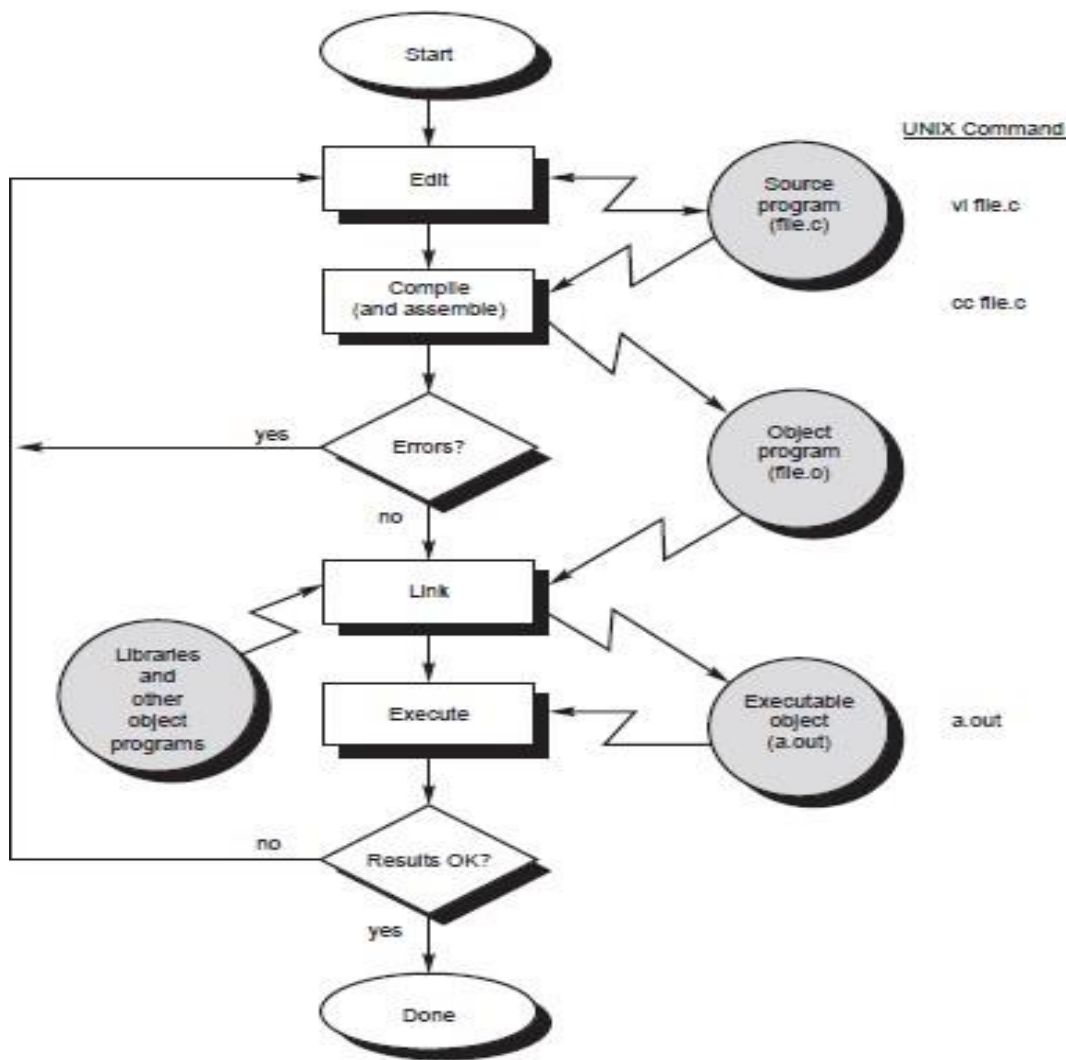 Start
UNIX Command
Edit
Source
program
(file.c)
vi file.c
Compile
(and assemble)
cc file.c
yes
Errors?
Object
program
(file.o)
no
Link
Libraries
and
other
object
programs
Execute
Executable
object
(a.out)
a.out
no
Results OK?
yes
Done